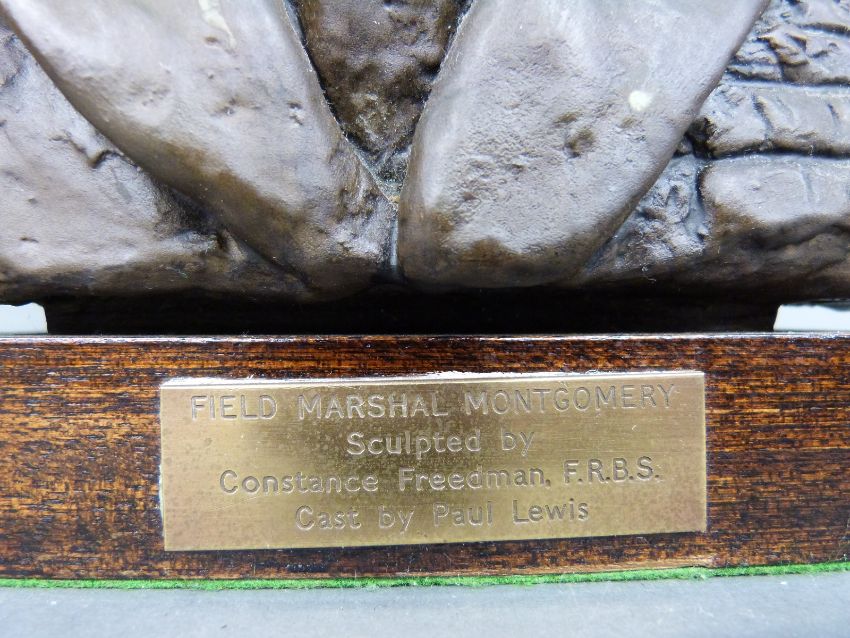 FIELD MARSHAL MONTGOMERY
Sculpted by
Constance Freedman, F.R.B.S.
Cast by Paul Lewis